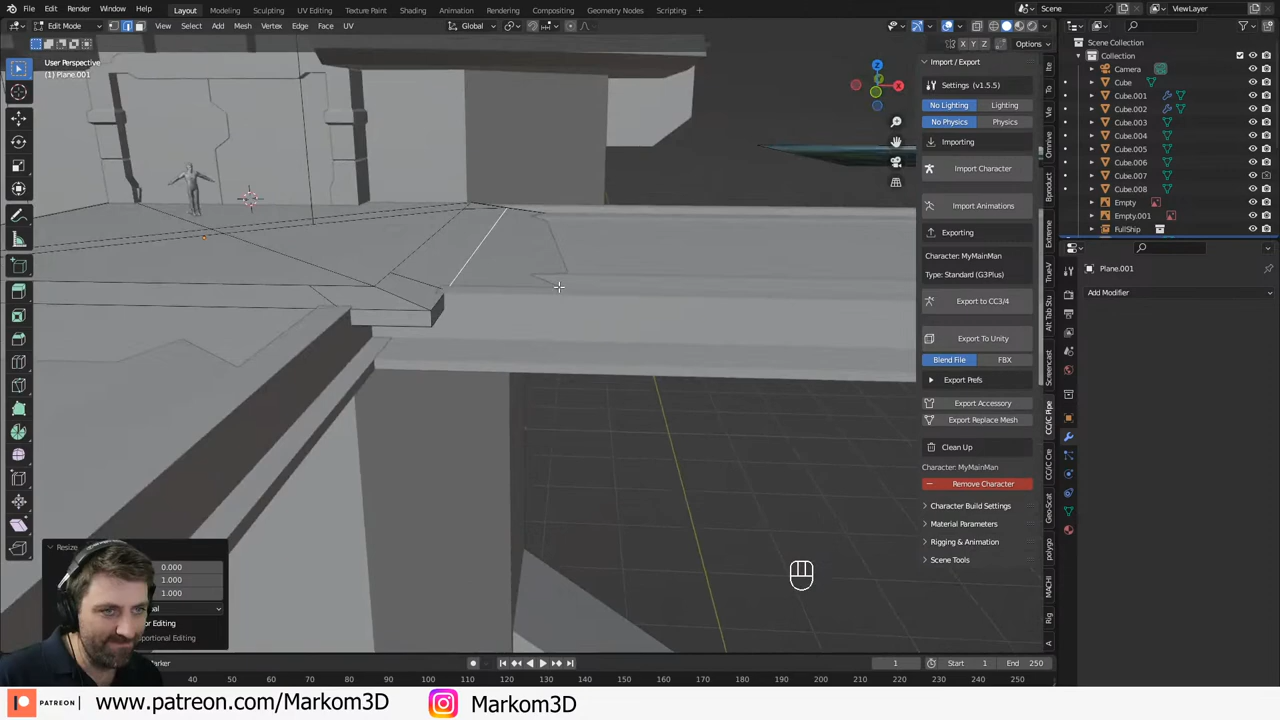 File Edit Render Window Help Layout Modeling Sculpting UV Editing Texture Paint Shading Animation Rendering Compositing Geometry Nodes Scripting Scene ViewLayer
Edit Mode View Select Add Mesh Vertex Edge Face UV Global
X Y Z Options
User Perspective
(1) Plane.001
Import / Export
Settings (v1.5.5)
No Lighting Lighting
No Physics Physics
Importing
Import Character
Import Animations
Exporting
Character: MyMainMan
Type: Standard (G3Plus)
Export to CC3/4
Export To Unity
Blend File FBX
Export Prefs
Export Accessory
Export Replace Mesh
Clean Up
Character: MyMainMan
Remove Character
Character Build Settings
Material Parameters
Rigging & Animation
Scene Tools
Scene Collection
Collection
Camera
Cube
Cube.001
Cube.002
Cube.003
Cube.004
Cube.005
Cube.006
Cube.007
Cube.008
Empty
Empty.001
FullShip
Plane.001
Add Modifier
Resize
0.000
1.000
1.000
Marker
1 Start 1 End 250
40 50 60 70 80 90 100 110 120 130 140 150 160 170 180 190 200 210 220 230 240 250
PATREON www.patreon.com/Markom3D Markom3D